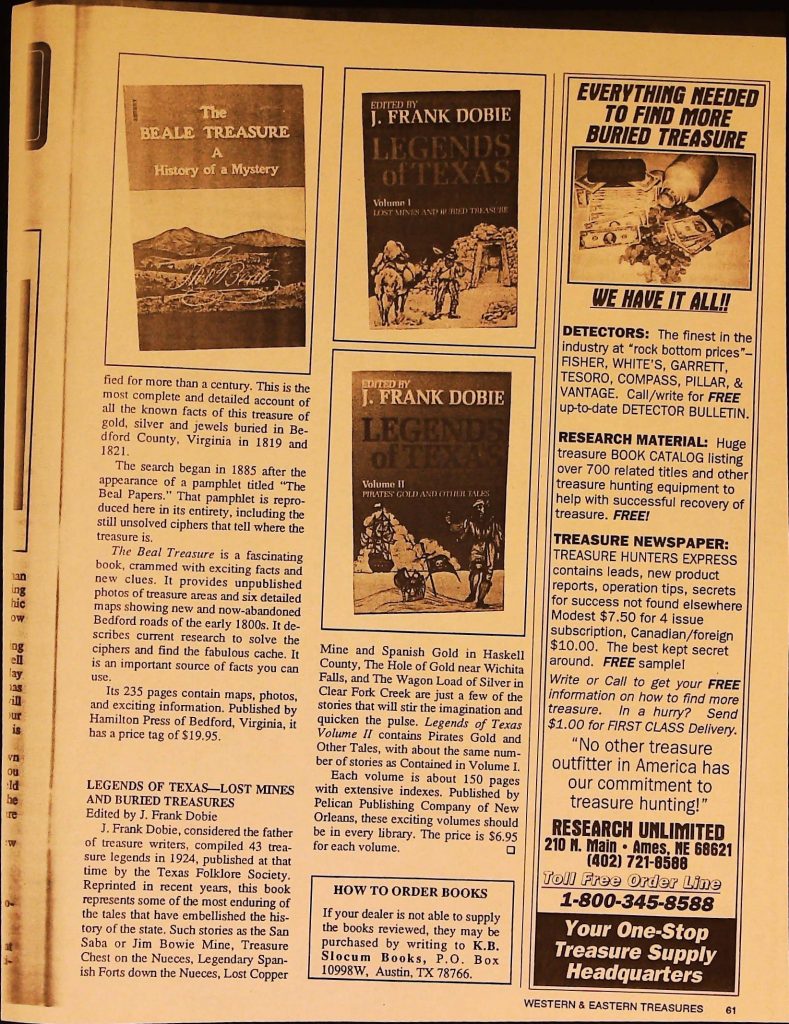 The
BEALE TREASURE
A
History of a Mystery
fied for more than a century. This is the
most complete and detailed account of
all the known facts of this treasure of
gold, silver and jewels buried in Be-
dford County, Virginia in 1819 and
1821.
The search began in 1885 after the
appearance of a pamphlet titled "The
Beal Papers." That pamphlet is repro-
duced here in its entirety, including the
still unsolved ciphers that tell where the
treasure is.
The Beal Treasure is a fascinating
book, crammed with exciting facts and
new clues. It provides unpublished
photos of treasure areas and six detailed
maps showing new and now-abandoned
Bedford roads of the early 1800s. It de-
scribes current research to solve the
ciphers and find the fabulous cache. It
is an important source of facts you can
use.
Its 235 pages contain maps, photos,
and exciting information. Published by
Hamilton Press of Bedford, Virginia, it
has a price tag of $19.95.
LEGENDS OF TEXAS—LOST MINES
AND BURIED TREASURES
Edited by J. Frank Dobie
J. Frank Dobie, considered the father
of treasure writers, compiled 43 trea-
sure legends in 1924, published at that
time by the Texas Folklore Society.
Reprinted in recent years, this book
represents some of the most enduring of
the tales that have embellished the his-
tory of the state. Such stories as the San
Saba or Jim Bowie Mine, Treasure
Chest on the Nueces, Legendary Span-
ish Forts down the Nueces, Lost Copper
EDITED BY
J. FRANK DOBIE
LEGENDS
of TEXAS
Volume I
LOST MINES AND BURIED TREASURE
EDITED BY
J. FRANK DOBIE
LEGENDS
of TEXAS
Volume II
PIRATES' GOLD AND OTHER TALES
Mine and Spanish Gold in Haskell
County, The Hole of Gold near Wichita
Falls, and The Wagon Load of Silver in
Clear Fork Creek are just a few of the
stories that will stir the imagination and
quicken the pulse. Legends of Texas
Volume II contains Pirates Gold and
Other Tales, with about the same num-
ber of stories as Contained in Volume I.
Each volume is about 150 pages
with extensive indexes. Published by
Pelican Publishing Company of New
Orleans, these exciting volumes should
be in every library. The price is $6.95
for each volume.
HOW TO ORDER BOOKS
If your dealer is not able to supply
the books reviewed, they may be
purchased by writing to K.B.
Slocum Books, P.O. Box
10998W, Austin, TX 78766.
EVERYTHING NEEDED
TO FIND MORE
BURIED TREASURE
WE HAVE IT ALL!!
DETECTORS: The finest in the
industry at "rock bottom prices"–
FISHER, WHITE'S, GARRETT,
TESORO, COMPASS, PILLAR, &
VANTAGE. Call/write for FREE
up-to-date DETECTOR BULLETIN.
RESEARCH MATERIAL: Huge
treasure BOOK CATALOG listing
over 700 related titles and other
treasure hunting equipment to
help with successful recovery of
treasure. FREE!
TREASURE NEWSPAPER:
TREASURE HUNTERS EXPRESS
contains leads, new product
reports, operation tips, secrets
for success not found elsewhere
Modest $7.50 for 4 issue
subscription, Canadian/foreign
$10.00. The best kept secret
around. FREE sample!
Write or Call to get your FREE
information on how to find more
treasure. In a hurry? Send
$1.00 for FIRST CLASS Delivery.
"No other treasure
outfitter in America has
our commitment to
treasure hunting!"
RESEARCH UNLIMITED
210 N. Main • Ames, NE 68621
(402) 721-8588
Toll Free Order Line
1-800-345-8588
Your One-Stop
Treasure Supply
Headquarters
WESTERN & EASTERN TREASURES 61